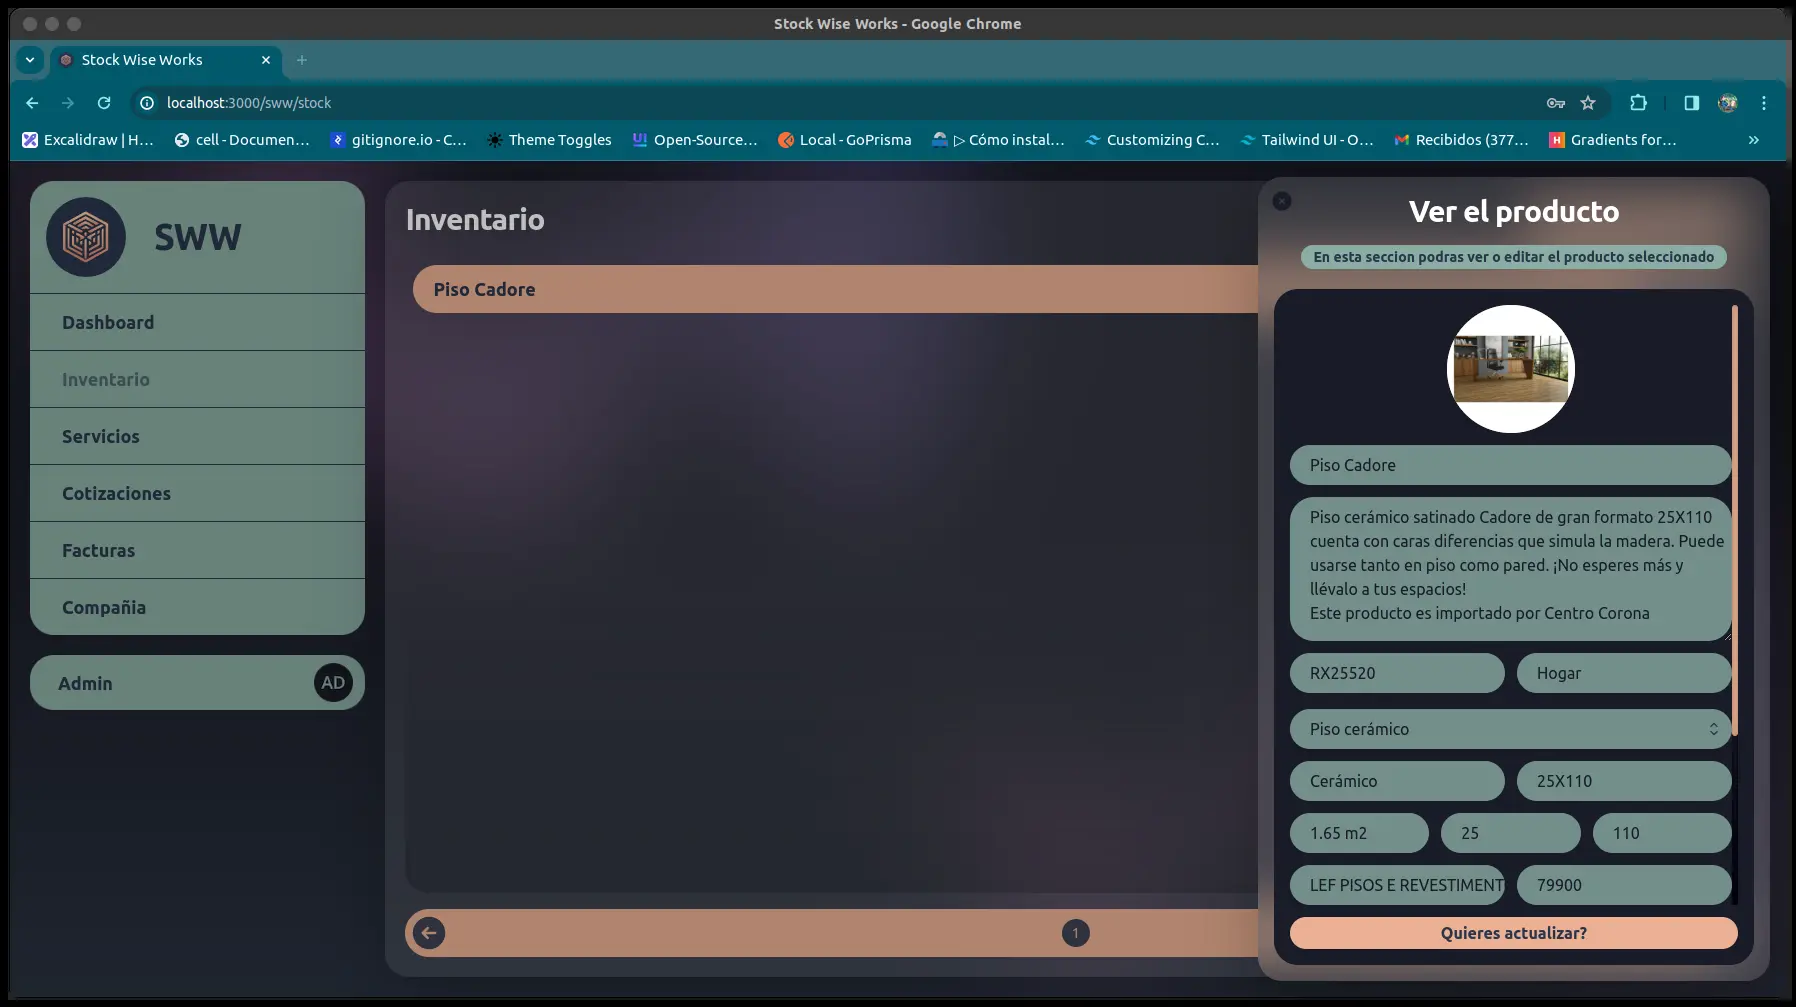 Stock Wise Works - Google Chrome
Stock Wise Works
localhost:3000/sww/stock
Excalidraw | H... cell - Documen... gitignore.io - C... Theme Toggles Open-Source... Local - GoPrisma ▷ Cómo instal... Customizing C... Tailwind UI - O... Recibidos (377... Gradients for... »
SWW
Dashboard
Inventario
Servicios
Cotizaciones
Facturas
Compañia
Admin AD
Inventario
Piso Cadore
1
Ver el producto
En esta seccion podras ver o editar el producto seleccionado
Piso Cadore
Piso cerámico satinado Cadore de gran formato 25X110
cuenta con caras diferencias que simula la madera. Puede
usarse tanto en piso como pared. ¡No esperes más y
llévalo a tus espacios!
Este producto es importado por Centro Corona
RX25520 Hogar
Piso cerámico
Cerámico 25X110
1.65 m2 25 110
LEF PISOS E REVESTIMENT 79900
Quieres actualizar?